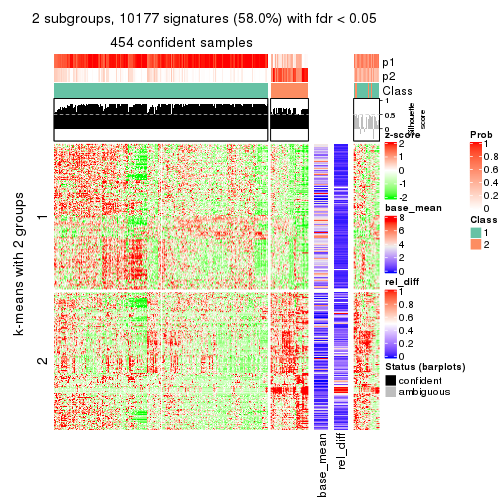 2 subgroups, 10177 signatures (58.0%) with fdr < 0.05
454 confident samples
p1
p2
Class
1
0.5
0
Silhouette
score
k-means with 2 groups
1
2
base_mean
rel_diff
z-score
2
1
0
-1
-2
base_mean
8
6
4
2
0
rel_diff
1
0.8
0.6
0.4
0.2
0
Status (barplots)
confident
ambiguous
Prob
1
0.8
0.6
0.4
0.2
0
Class
1
2